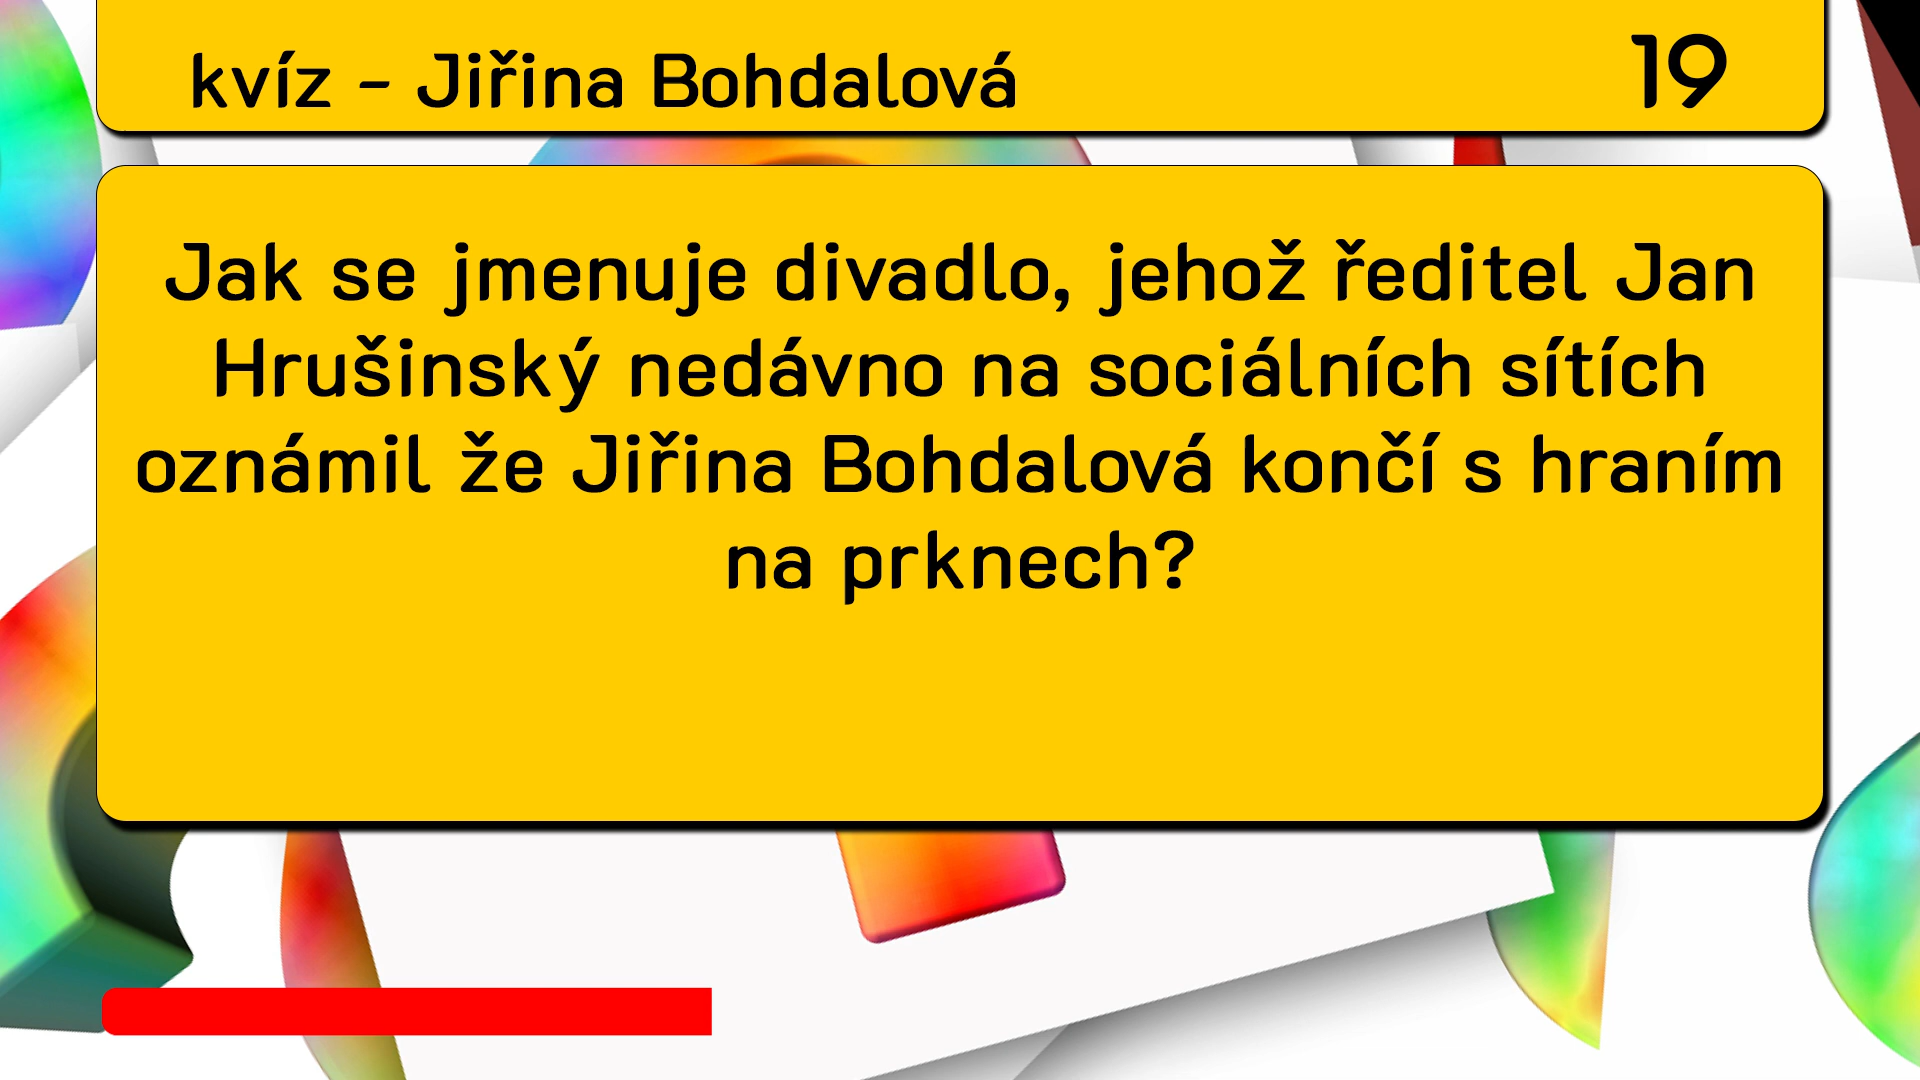 kvíz - Jiřina Bohdalová
19
Jak se jmenuje divadlo, jehož ředitel Jan
Hrušinský nedávno na sociálních sítích
oznámil že Jiřina Bohdalová končí s hraním
na prknech?